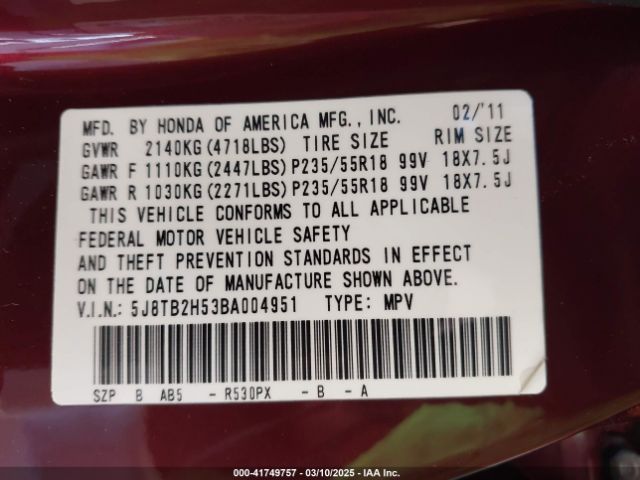 MFD. BY HONDA OF AMERICA MFG., INC. 02/'11
GVWR 2140KG (4718LBS) TIRE SIZE RIM SIZE
GAWR F 1110KG (2447LBS) P235/55R18 99V 18X7.5J
GAWR R 1030KG (2271LBS) P235/55R18 99V 18X7.5J
THIS VEHICLE CONFORMS TO ALL APPLICABLE
FEDERAL MOTOR VEHICLE SAFETY
AND THEFT PREVENTION STANDARDS IN EFFECT
ON THE DATE OF MANUFACTURE SHOWN ABOVE.
V.I.N.: 5J8TB2H53BA004951 TYPE: MPV
SZP B AB5 - R530PX - B - A
000-41749757 - 03/10/2025 - IAA Inc.